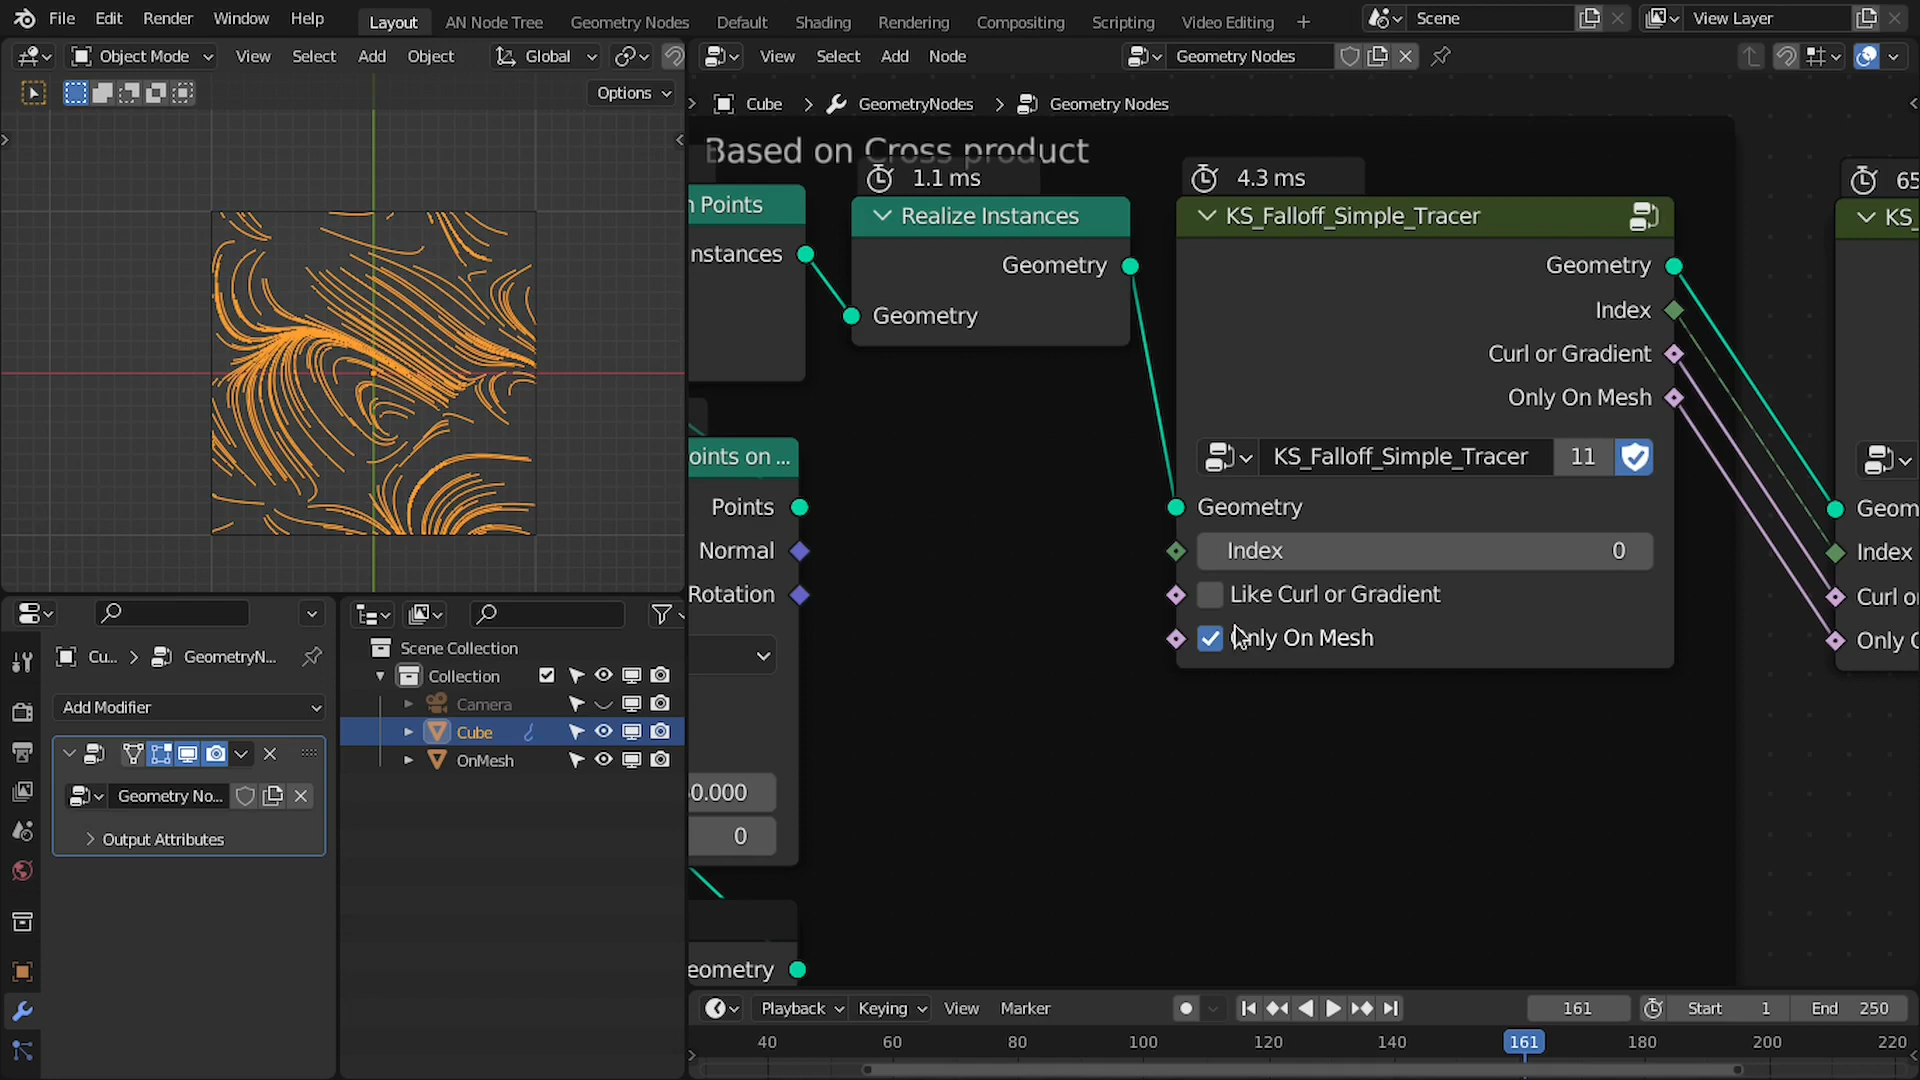 File Edit Render Window Help Layout AN Node Tree Geometry Nodes Default Shading Rendering Compositing Scripting Video Editing + Scene View Layer
Object Mode View Select Add Object Global View Select Add Node Geometry Nodes
Options
Cube > GeometryNodes > Geometry Nodes
Based on Cross product
1.1 ms 4.3 ms 65
n Points
nstances
Realize Instances
Geometry
Geometry
KS_Falloff_Simple_Tracer
Geometry
Index
Curl or Gradient
Only On Mesh
KS_Falloff_Simple_Tracer 11
Geometry
Index 0
Like Curl or Gradient
Only On Mesh
KS_
Geom
Index
Curl o
Only
oints on ...
Points
Normal
Rotation
0.000
0
eometry
Cu... > GeometryN...
Add Modifier
Geometry No...
Output Attributes
Scene Collection
Collection
Camera
Cube
OnMesh
Playback Keying View Marker 161 Start 1 End 250
40 60 80 100 120 140 161 180 200 220